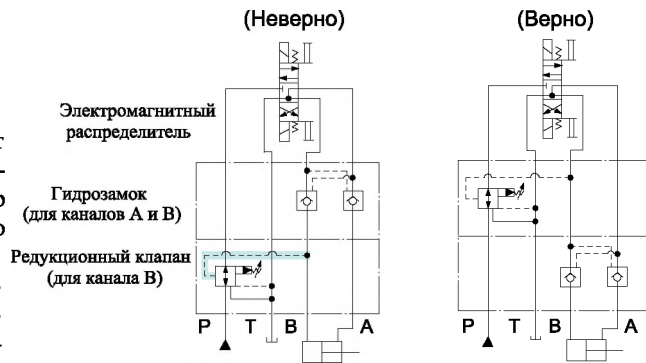 (Неверно)
(Верно)
Электромагнитный
распределитель
Гидрозамок
(для каналов А и В)
Редукционный клапан
(для канала В)
P T B A
P T B A